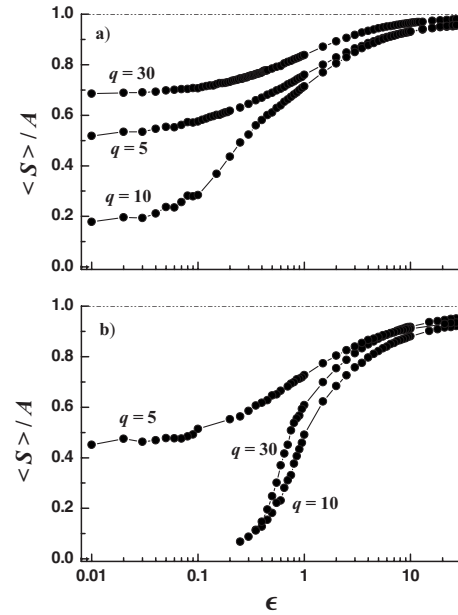 a)
1.0
0.8
0.6
0.4
0.2
0.0
< S > / A
q = 30
q = 5
q = 10
b)
1.0
0.8
0.6
0.4
0.2
0.0
< S > / A
q = 5
q = 30
q = 10
0.01 0.1 1 10
ϵ